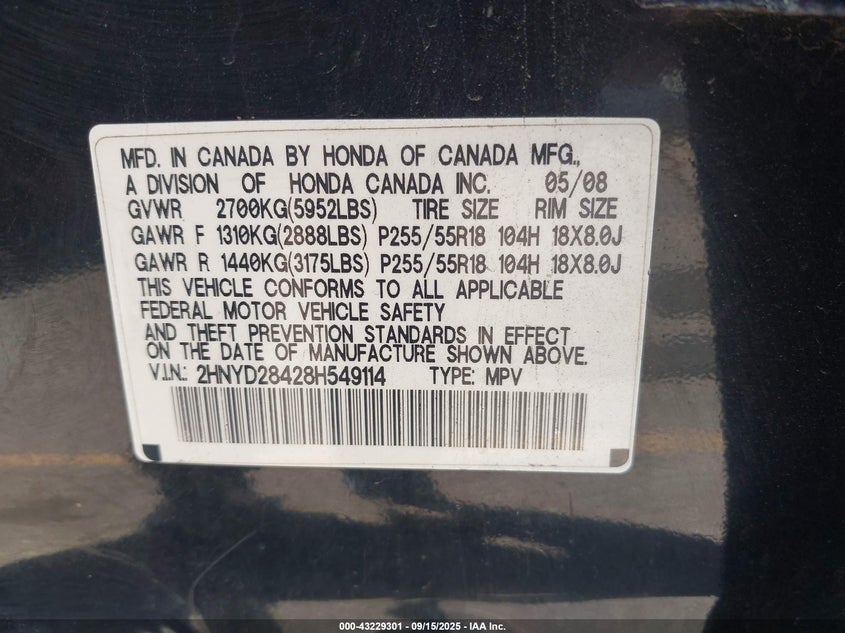 MFD. IN CANADA BY HONDA OF CANADA MFG.,
A DIVISION OF HONDA CANADA INC. 05/08
GVWR 2700KG(5952LBS) TIRE SIZE RIM SIZE
GAWR F 1310KG(2888LBS) P255/55R18 104H 18X8.0J
GAWR R 1440KG(3175LBS) P255/55R18 104H 18X8.0J
THIS VEHICLE CONFORMS TO ALL APPLICABLE
FEDERAL MOTOR VEHICLE SAFETY
AND THEFT PREVENTION STANDARDS IN EFFECT
ON THE DATE OF MANUFACTURE SHOWN ABOVE.
V.I.N.: 2HNYD28428H549114 TYPE: MPV
000-43229301 - 09/15/2025 - IAA Inc.